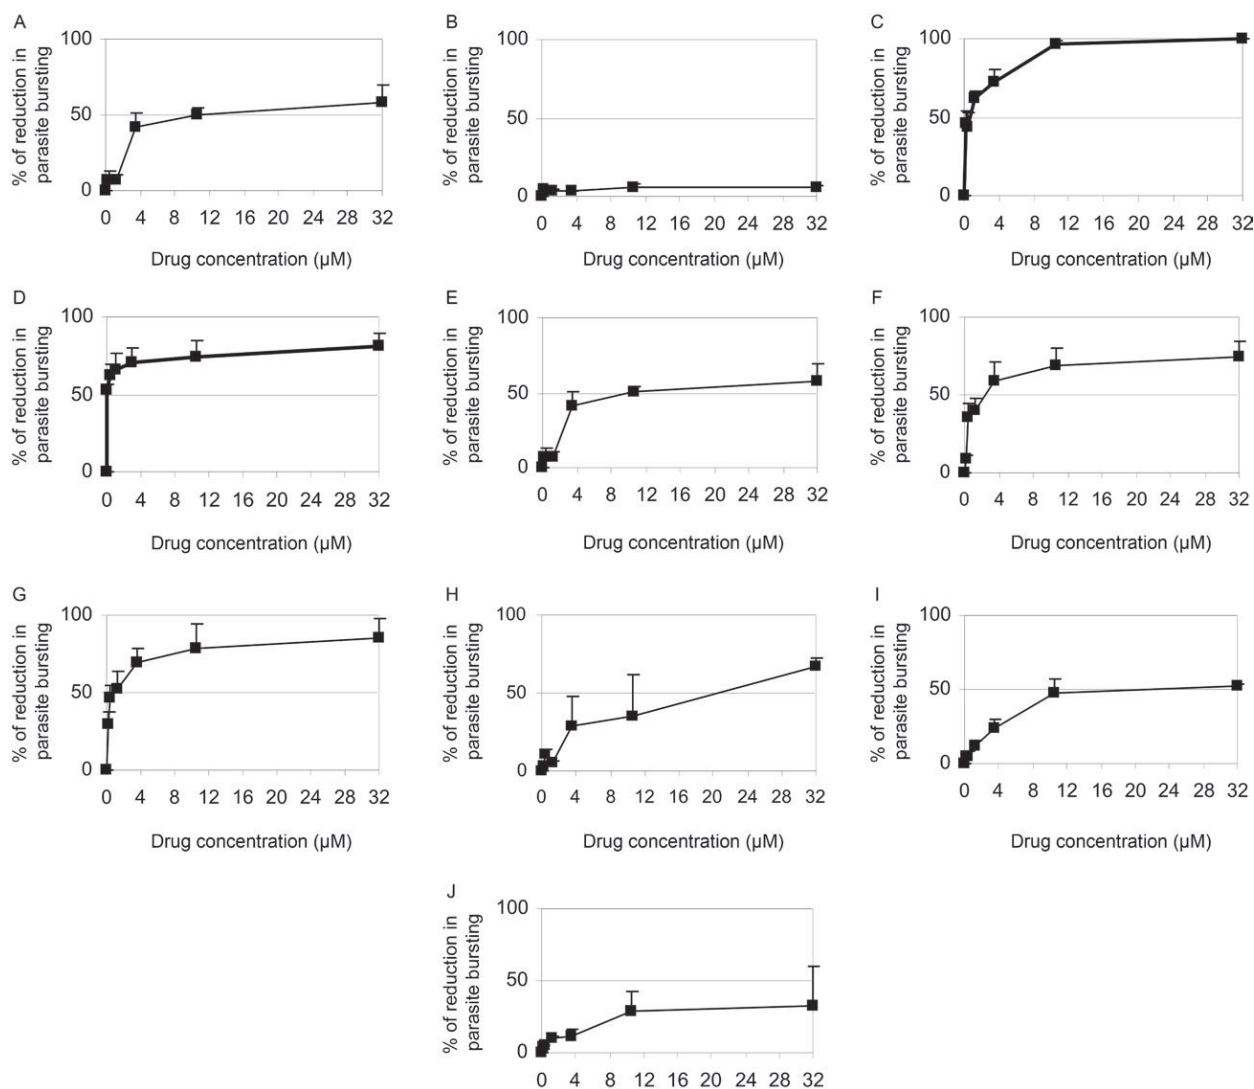 A
% of reduction in
parasite bursting
100
50
0
0 4 8 12 16 20 24 28 32
Drug concentration (µM)
B
% of reduction in
parasite bursting
100
50
0
0 4 8 12 16 20 24 28 32
Drug concentration (µM)
C
% of reduction in
parasite bursting
100
50
0
0 4 8 12 16 20 24 28 32
Drug concentration (µM)
D
% of reduction in
parasite bursting
100
50
0
0 4 8 12 16 20 24 28 32
Drug concentration (µM)
E
% of reduction in
parasite bursting
100
50
0
0 4 8 12 16 20 24 28 32
Drug concentration (µM)
F
% of reduction in
parasite bursting
100
50
0
0 4 8 12 16 20 24 28 32
Drug concentration (µM)
G
% of reduction in
parasite bursting
100
50
0
0 4 8 12 16 20 24 28 32
Drug concentration (µM)
H
% of reduction in
parasite bursting
100
50
0
0 4 8 12 16 20 24 28 32
Drug concentration (µM)
I
% of reduction in
parasite bursting
100
50
0
0 4 8 12 16 20 24 28 32
Drug concentration (µM)
J
% of reduction in
parasite bursting
100
50
0
0 4 8 12 16 20 24 28 32